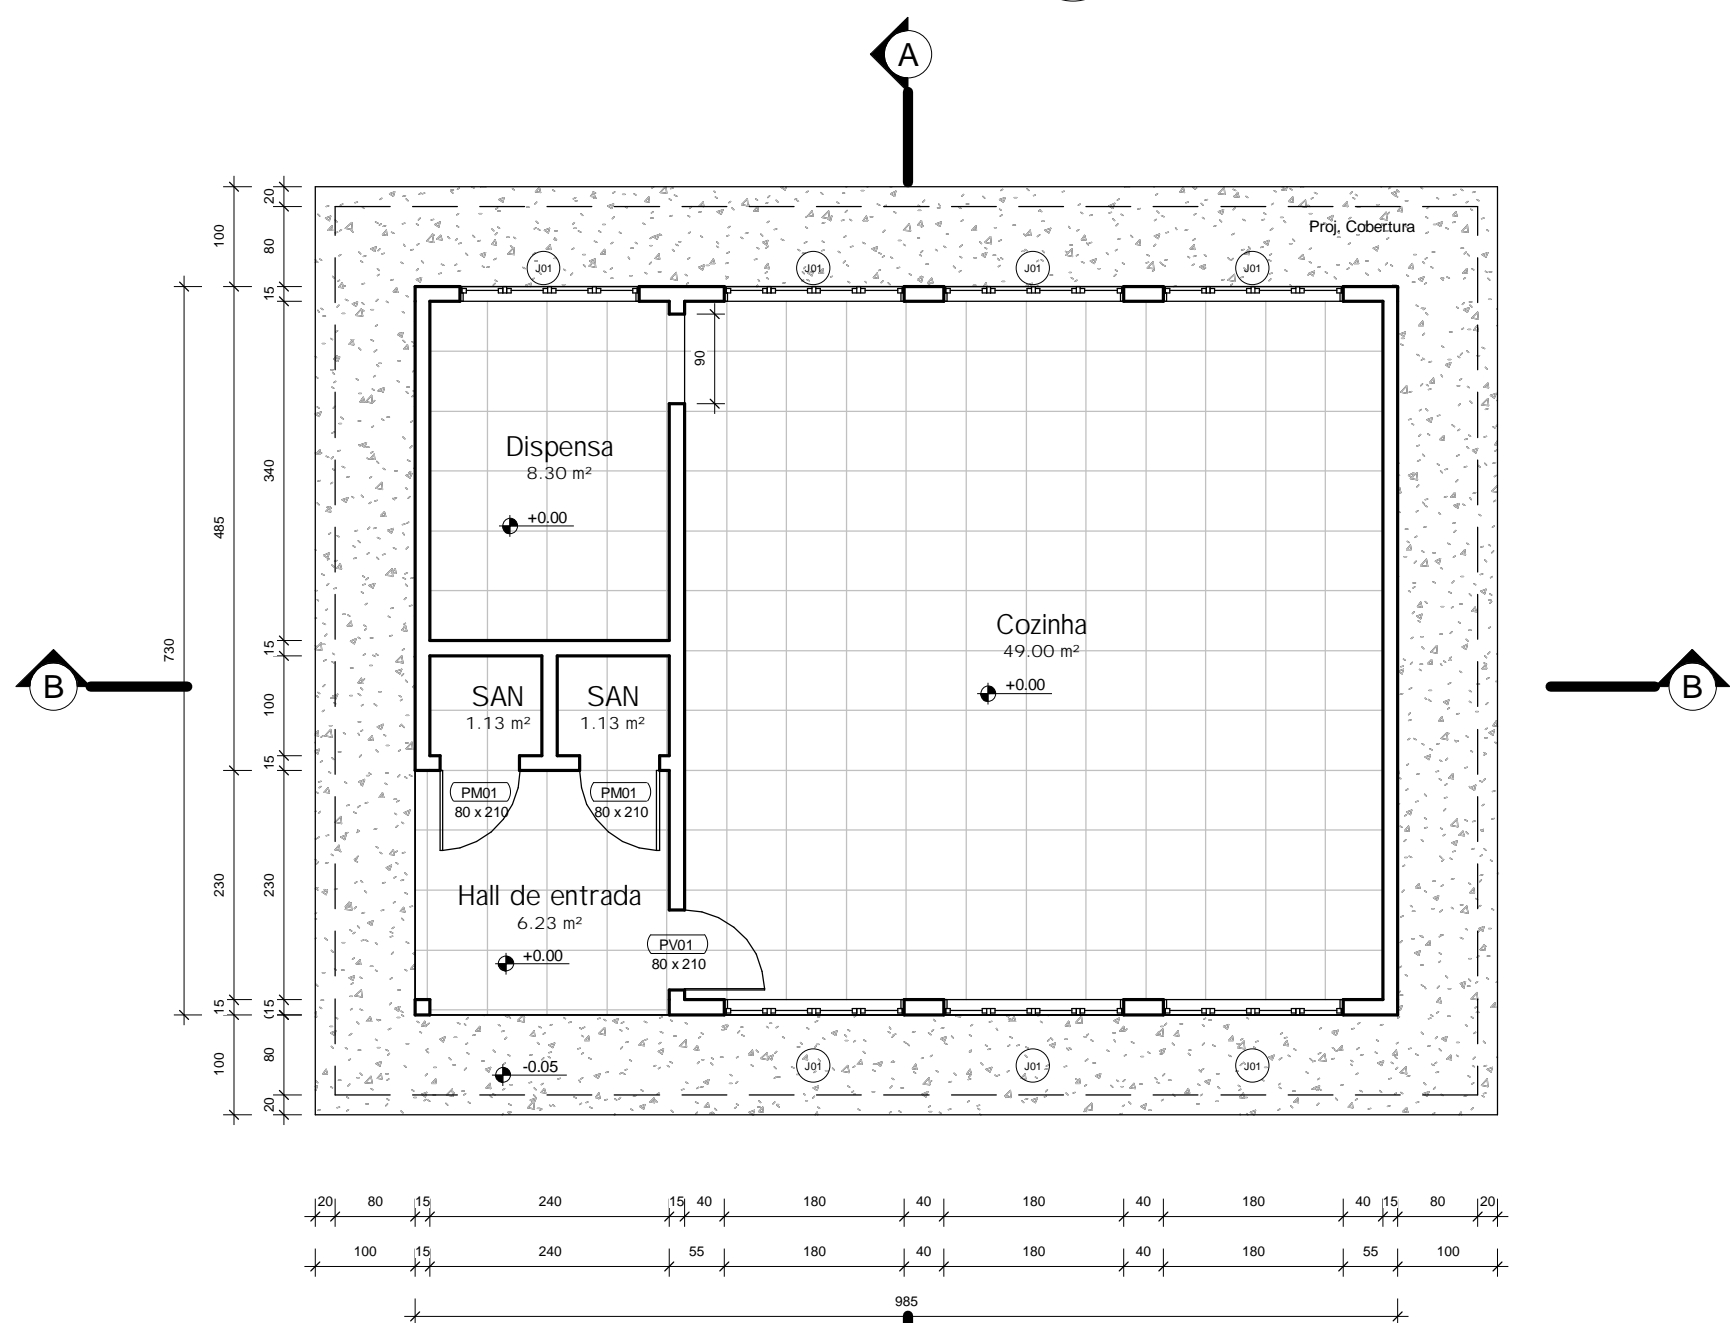 A
20
100
80
Proj. Cobertura
J01
J01
J01
J01
15
90
Dispensa
8.30 m²
340
+0.00
485
Cozinha
49.00 m²
730
15
+0.00
B
B
SAN
SAN
1.13 m²
1.13 m²
100
15
PM01
PM01
80 x 210
80 x 210
230
230
Hall de entrada
6.23 m²
PV01
+0.00
80 x 210
15
15
100
80
-0.05
J01
J01
J01
20
20 80 15 240 15 40 180 40 180 40 180 40 15 80 20
100 15 240 55 180 40 180 40 180 55 100
985